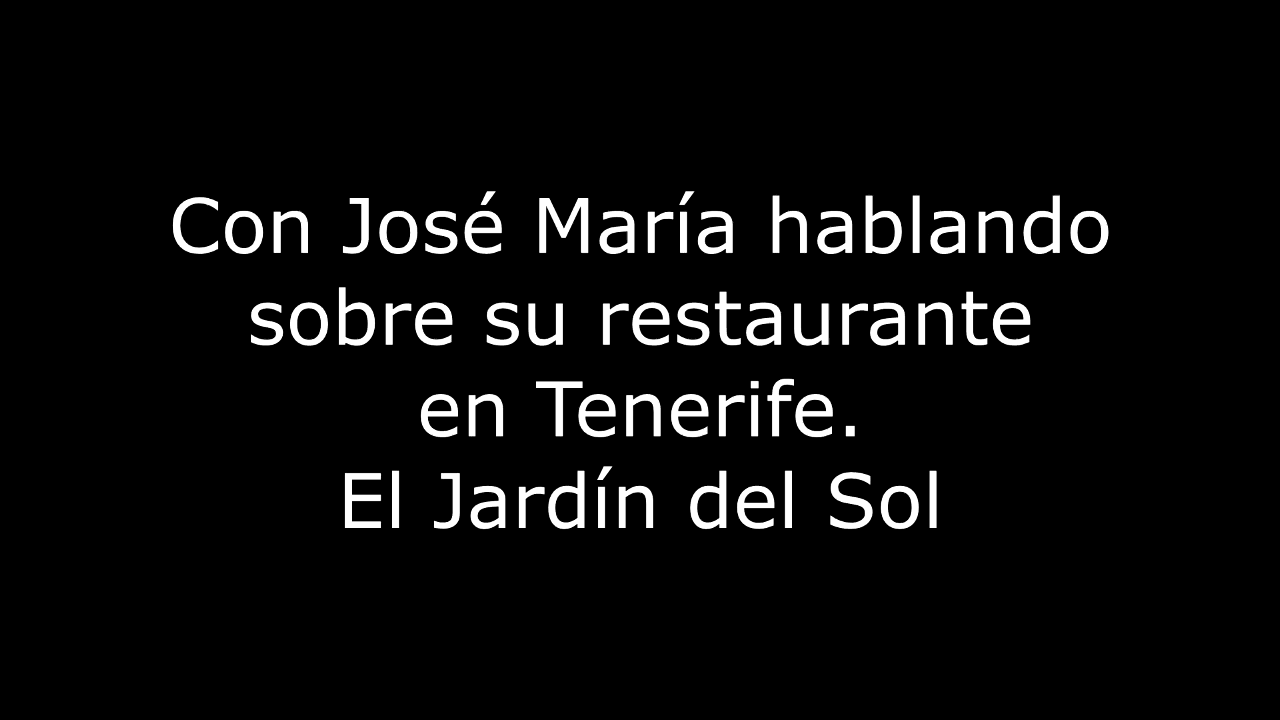 Con José María hablando
sobre su restaurante
en Tenerife.
El Jardín del Sol